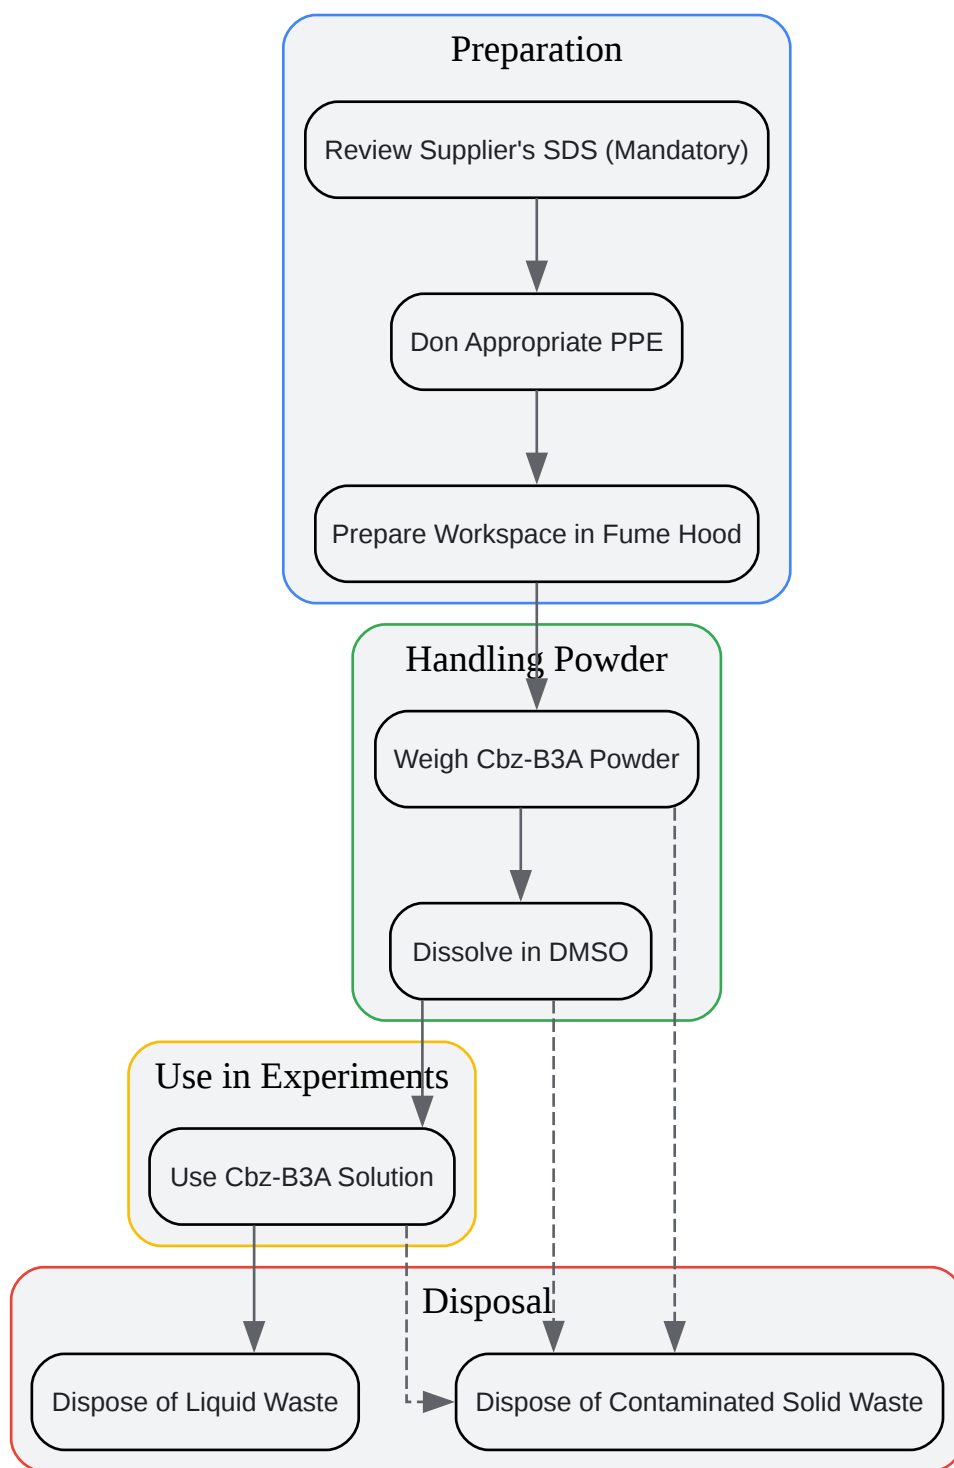 Preparation
Review Supplier's SDS (Mandatory)
Don Appropriate PPE
Prepare Workspace in Fume Hood
Handling Powder
Weigh Cbz-B3A Powder
Dissolve in DMSO
Use in Experiments
Use Cbz-B3A Solution
Disposal
Dispose of Liquid Waste
Dispose of Contaminated Solid Waste